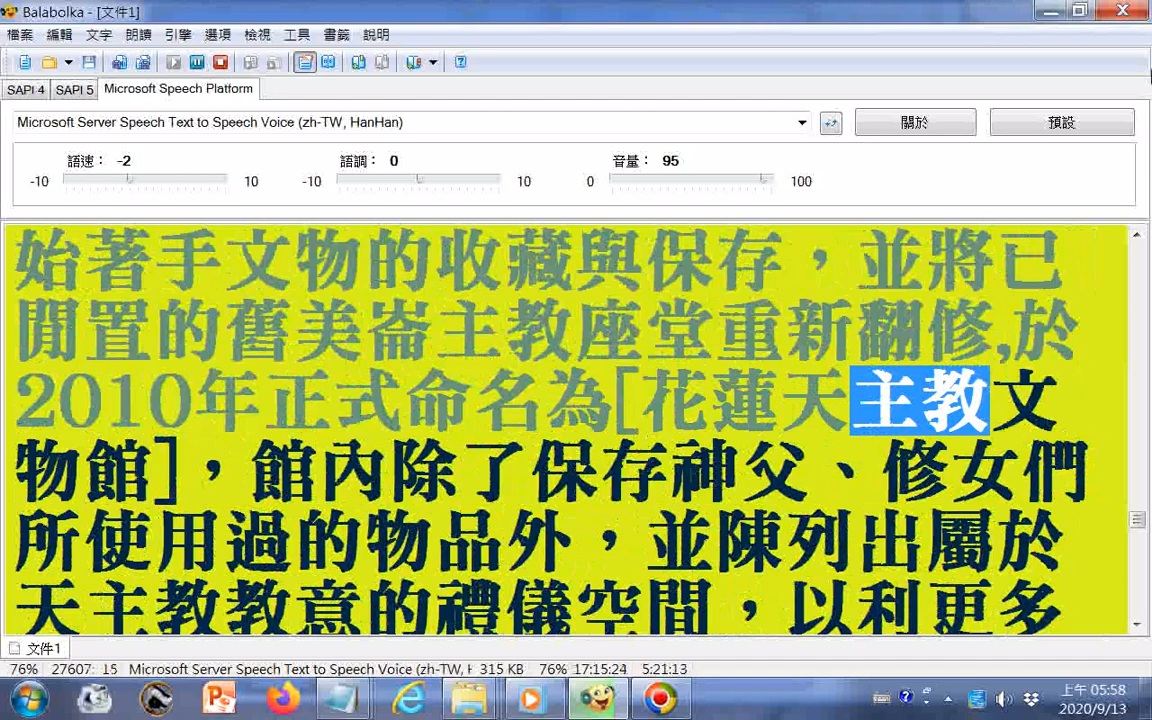 Balabolka - [文件1]
檔案 編輯 文字 朗讀 引擎 選項 檢視 工具 書籤 說明
SAPI 4 SAPI 5 Microsoft Speech Platform
Microsoft Server Speech Text to Speech Voice (zh-TW, HanHan) 關於 預設
語速： -2 語調： 0 音量： 95
-10 10 -10 10 0 100
始著手文物的收藏與保存，並將已
閒置的舊美崙主教座堂重新翻修,於
2010年正式命名為[花蓮天主教文
物館]，館內除了保存神父、修女們
所使用過的物品外，並陳列出屬於
天主教教意的禮儀空間，以利更多
文件1
76% 27607: 15 Microsoft Server Speech Text to Speech Voice (zh-TW, H 315 KB 76% 17:15:24 5:21:13
上午 05:58
2020/9/13